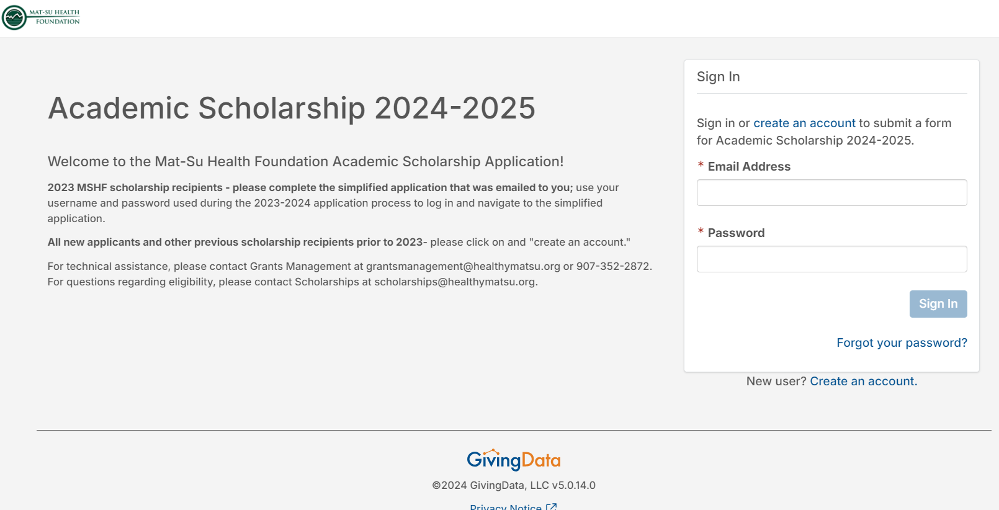 MAT-SU HEALTH
FOUNDATION
Academic Scholarship 2024-2025
Welcome to the Mat-Su Health Foundation Academic Scholarship Application!
2023 MSHF scholarship recipients - please complete the simplified application that was emailed to you; use your
username and password used during the 2023-2024 application process to log in and navigate to the simplified
application.
All new applicants and other previous scholarship recipients prior to 2023- please click on and "create an account."
For technical assistance, please contact Grants Management at grantsmanagement@healthymatsu.org or 907-352-2872.
For questions regarding eligibility, please contact Scholarships at scholarships@healthymatsu.org.
Sign In
Sign in or create an account to submit a form
for Academic Scholarship 2024-2025.
* Email Address
* Password
Sign In
Forgot your password?
New user? Create an account.
GivingData
©2024 GivingData, LLC v5.0.14.0
Privacy Notice